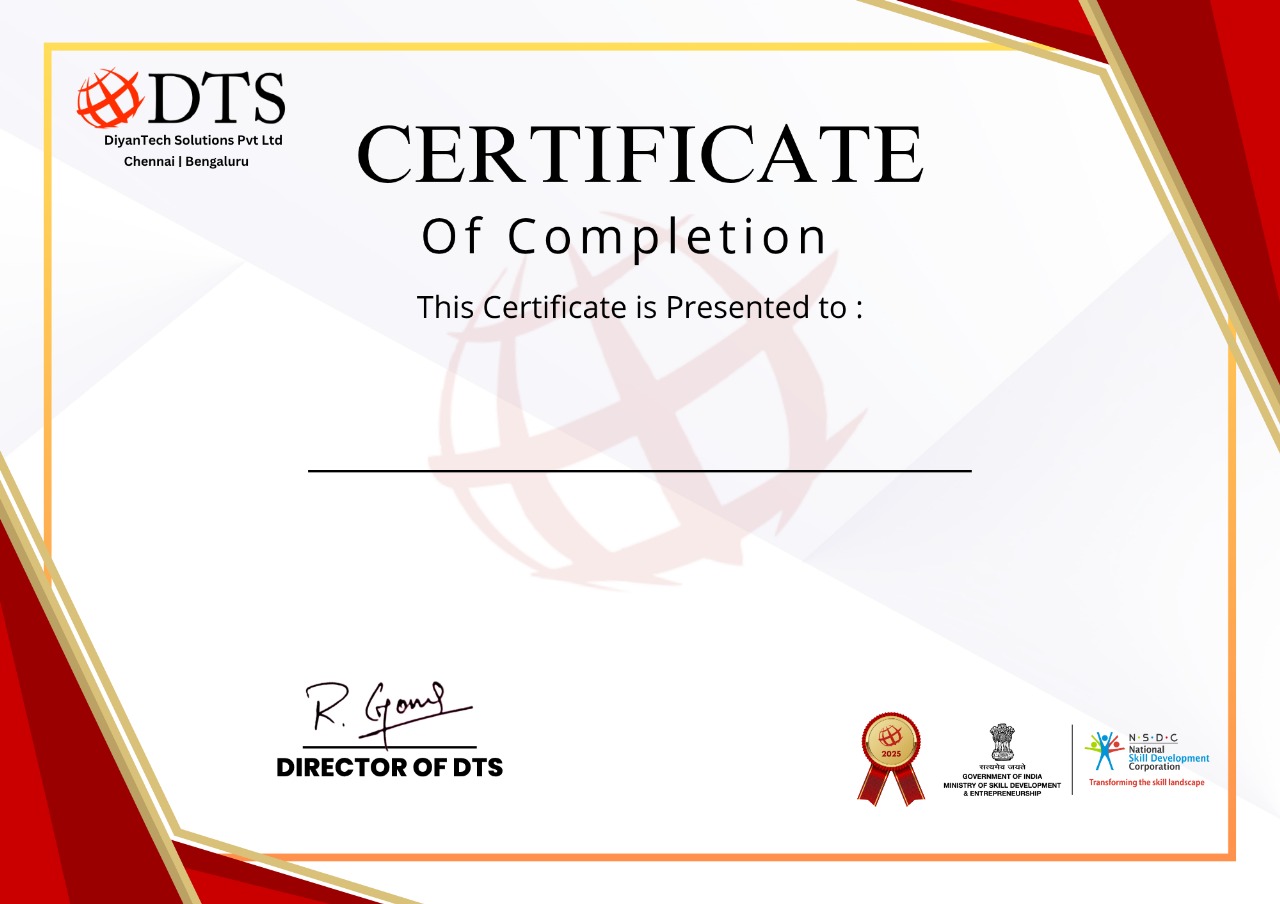 DTS
DiyanTech Solutions Pvt Ltd
Chennai | Bengaluru
CERTIFICATE
Of Completion
This Certificate is Presented to :
DIRECTOR OF DTS
2025
सत्यमेव जयते
GOVERNMENT OF INDIA
MINISTRY OF SKILL DEVELOPMENT
& ENTREPRENEURSHIP
N·S·D·C
National
Skill Development
Corporation
Transforming the skill landscape